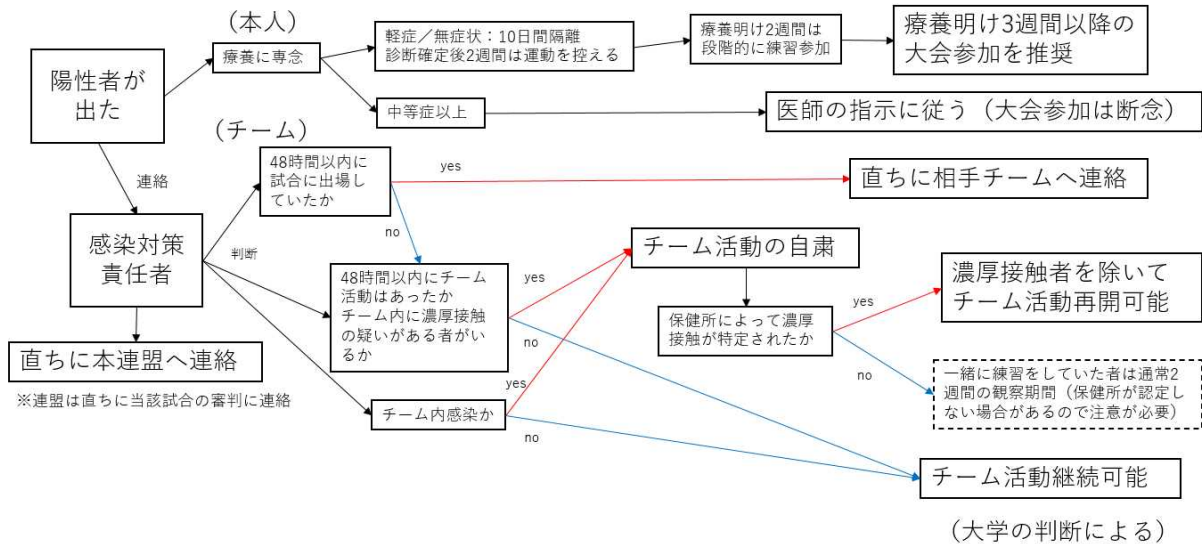 （本人）
陽性者が
出た
療養に専念
軽症／無症状：10日間隔離
診断確定後2週間は運動を控える
療養明け2週間は
段階的に練習参加
療養明け3週間以降の
大会参加を推奨
中等症以上
医師の指示に従う（大会参加は断念）
（チーム）
連絡
48時間以内に
試合に出場し
ていたか
yes
直ちに相手チームへ連絡
no
感染対策
責任者
判断
48時間以内にチーム
活動はあったか
チーム内に濃厚接触
の疑いがある者がい
るか
yes
no
チーム活動の自粛
保健所によって濃厚
接触が特定されたか
yes
濃厚接触者を除いて
チーム活動再開可能
no
一緒に練習をしていた者は通常2
週間の観察期間（保健所が認定し
ない場合があるので注意が必要）
直ちに本連盟へ連絡
※連盟は直ちに当該試合の審判に連絡
チーム内感染か
yes
no
チーム活動継続可能
（大学の判断による）